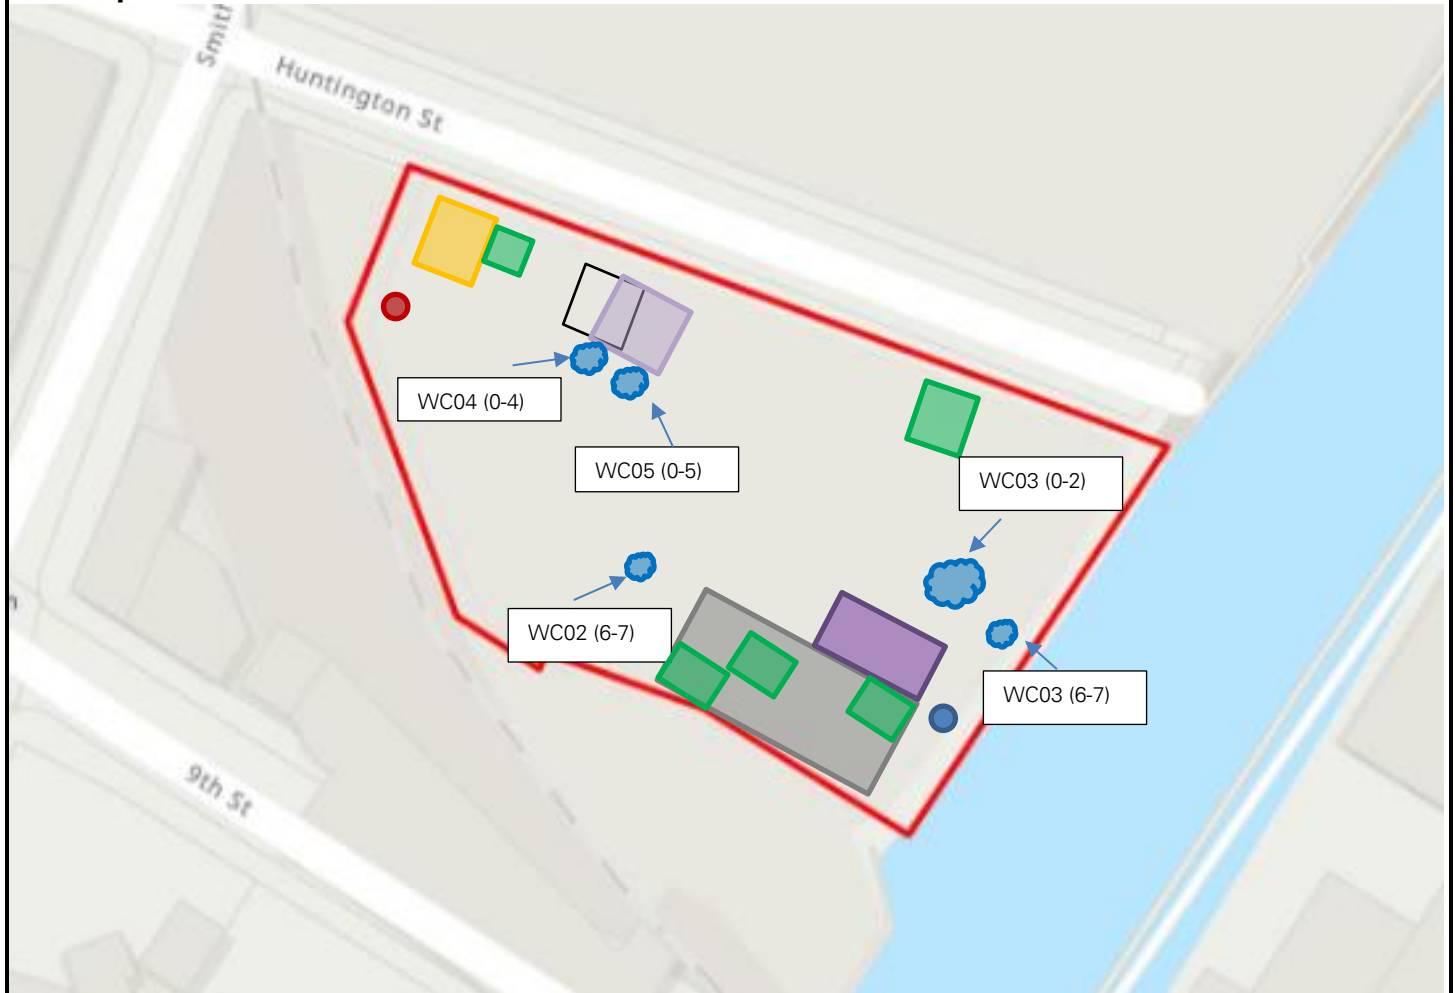 Smith
Huntington St
WC04 (0-4)
WC05 (0-5)
WC03 (0-2)
WC02 (6-7)
WC03 (6-7)
9th St